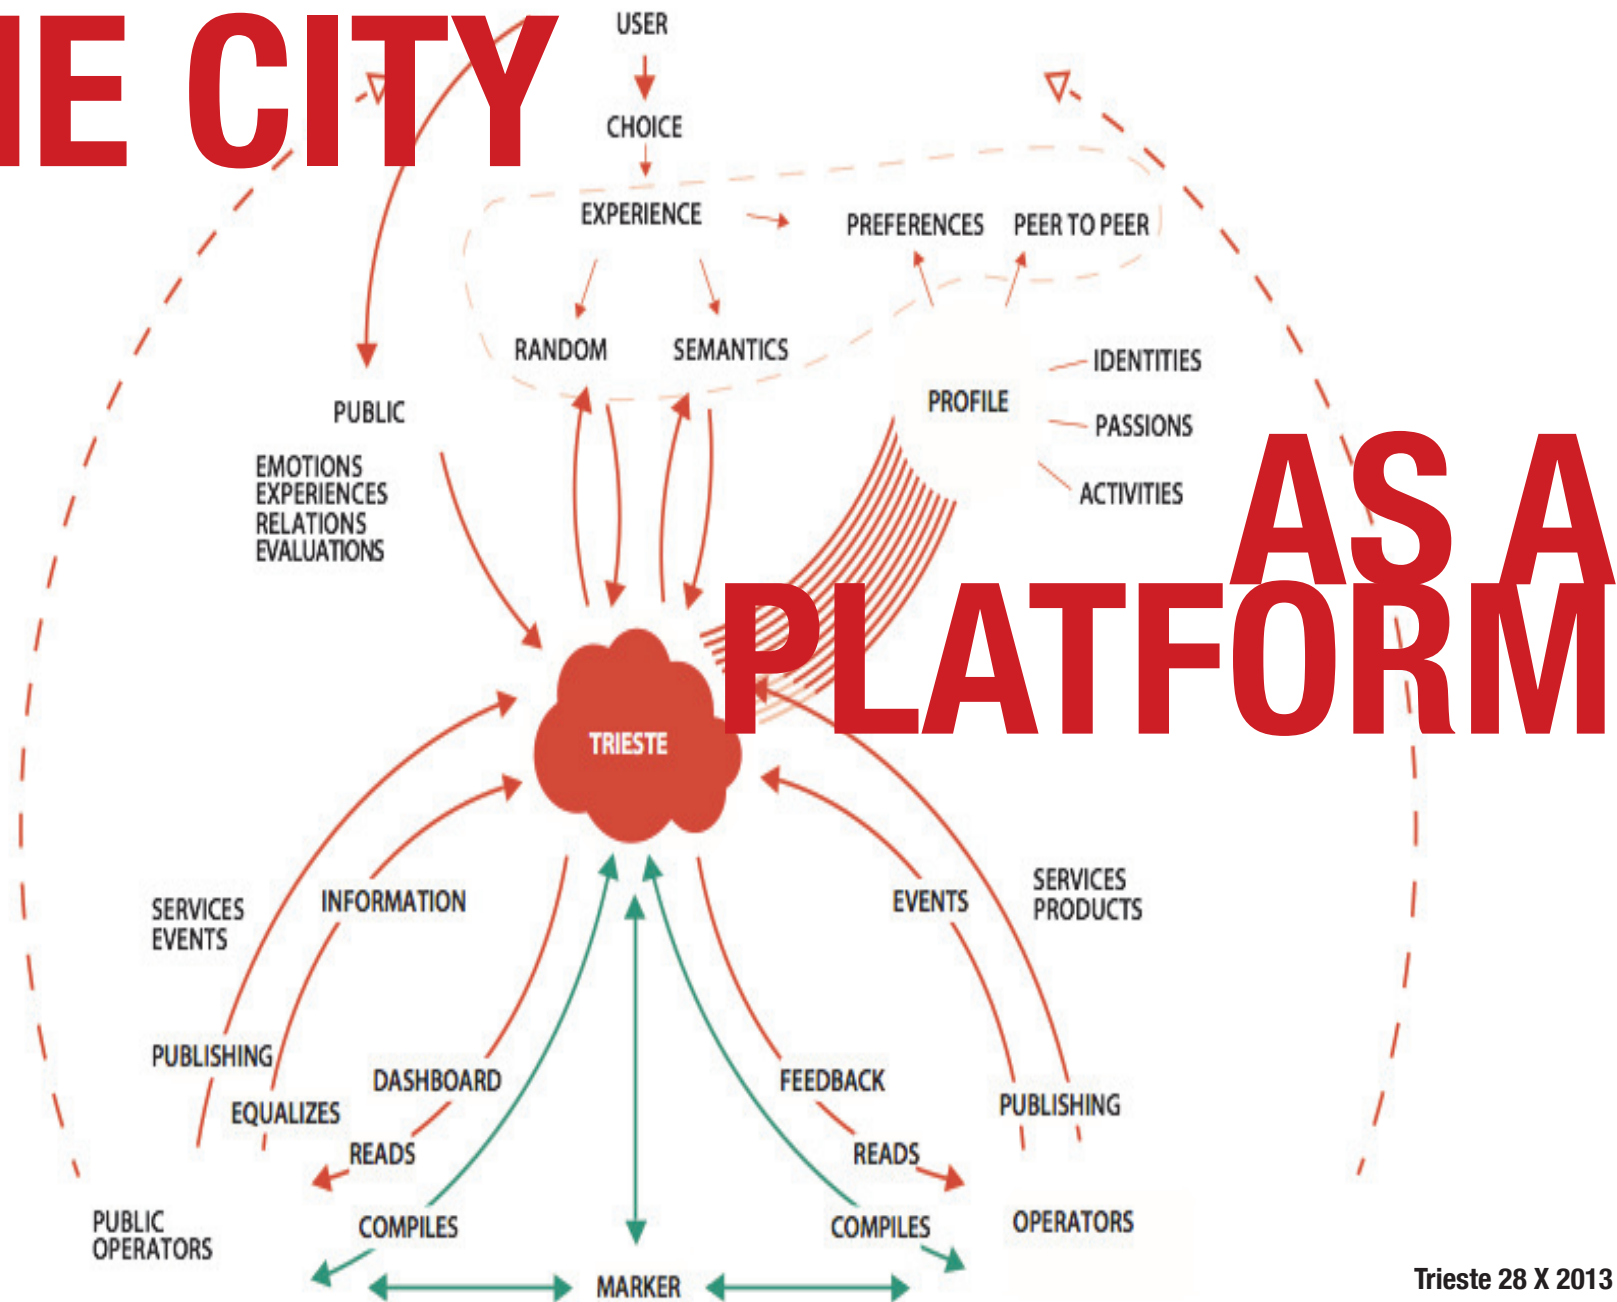 HE CITY
USER
CHOICE
EXPERIENCE
PREFERENCES
PEER TO PEER
RANDOM
SEMANTICS
IDENTITIES
PROFILE
PASSIONS
ACTIVITIES
PUBLIC
EMOTIONS
EXPERIENCES
RELATIONS
EVALUATIONS
AS A
PLATFORM
TRIESTE
SERVICES
EVENTS
INFORMATION
EVENTS
SERVICES
PRODUCTS
PUBLISHING
DASHBOARD
FEEDBACK
EQUALIZES
PUBLISHING
READS
READS
PUBLIC
OPERATORS
COMPILES
COMPILES
OPERATORS
MARKER
Trieste 28 X 2013